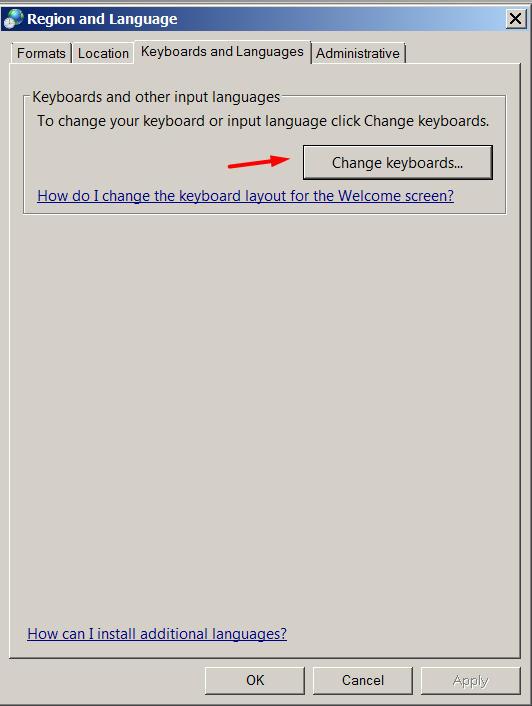 Region and Language
Formats Location Keyboards and Languages Administrative
Keyboards and other input languages
To change your keyboard or input language click Change keyboards.
Change keyboards...
How do I change the keyboard layout for the Welcome screen?
How can I install additional languages?
OK Cancel Apply